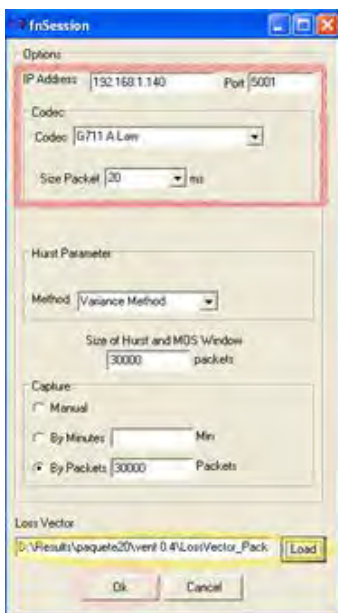 fnSession
Options
IP Address 192.168.1.140 Port 5001
Codec
Codec G711 A Law
Size Packet 20 ms
Hurst Parameter
Method Variance Method
Size of Hurst and MOS Window
30000 packets
Capture
Manual
By Minutes Min
By Packets 30000 Packets
Loss Vector
D:\Results\paquete20\vent 0.4\LossVector_Pack Load
Ok Cancel